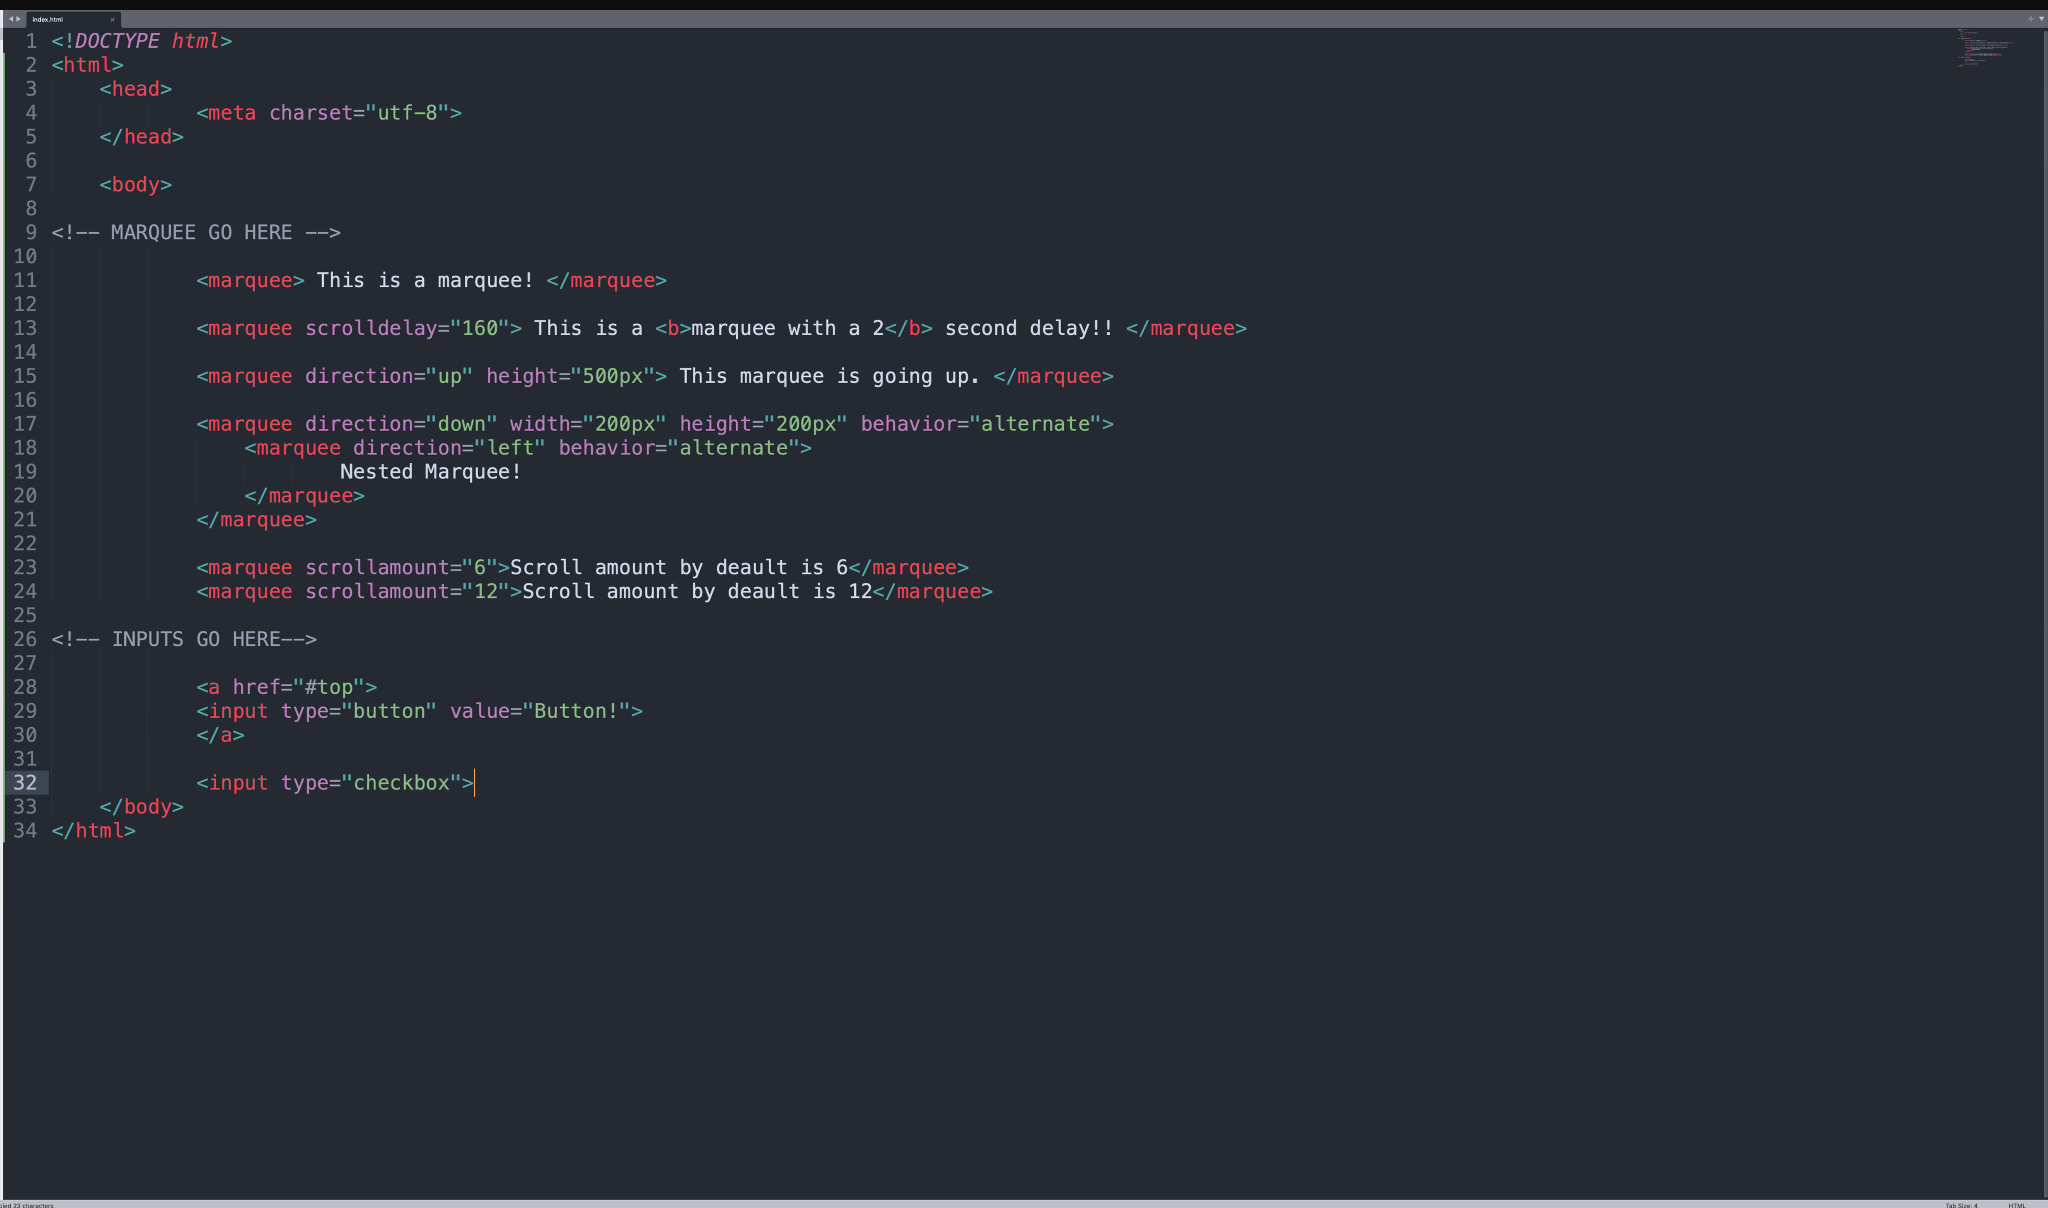 index.html
1 <!DOCTYPE html>
2 <html>
3 <head>
4 <meta charset="utf-8">
5 </head>
6
7 <body>
8
9 <!-- MARQUEE GO HERE -->
10
11 <marquee> This is a marquee! </marquee>
12
13 <marquee scrolldelay="160"> This is a <b>marquee with a 2</b> second delay!! </marquee>
14
15 <marquee direction="up" height="500px"> This marquee is going up. </marquee>
16
17 <marquee direction="down" width="200px" height="200px" behavior="alternate">
18 <marquee direction="left" behavior="alternate">
19 Nested Marquee!
20 </marquee>
21 </marquee>
22
23 <marquee scrollamount="6">Scroll amount by deault is 6</marquee>
24 <marquee scrollamount="12">Scroll amount by deault is 12</marquee>
25
26 <!-- INPUTS GO HERE-->
27
28 <a href="#top">
29 <input type="button" value="Button!">
30 </a>
31
32 <input type="checkbox">
33 </body>
34 </html>
23 characters Tab Size: 4 HTML